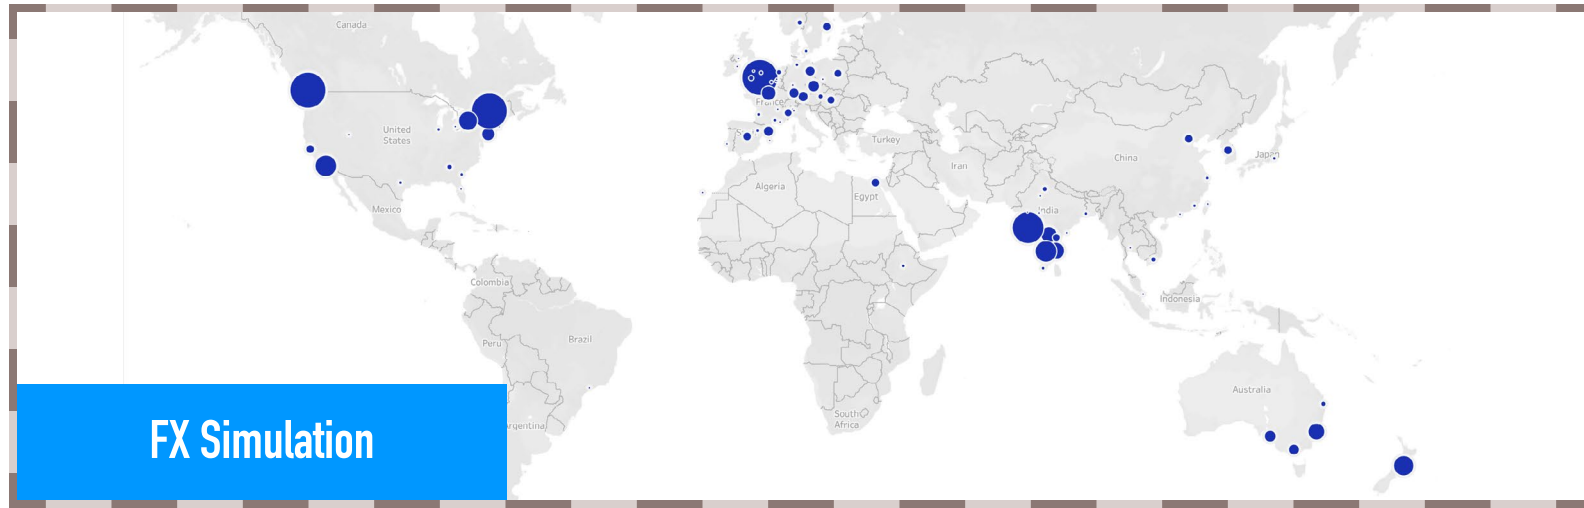 Canada
United
States
Mexico
Colombia
Peru
Brazil
France
Turkey
Algeria
Egypt
Iran
China
Japan
India
Indonesia
South
Africa
Australia
rgentina
FX Simulation